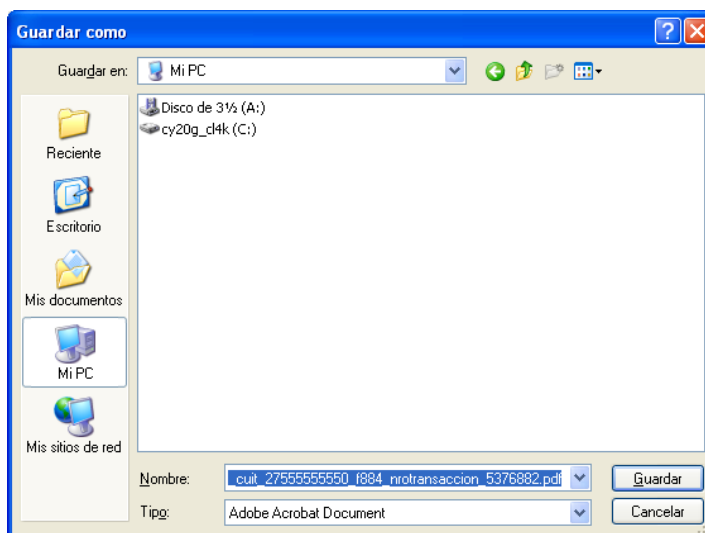 Guardar como
Guardar en: Mi PC
Disco de 3½ (A:)
cy20g_cl4k (C:)
Reciente
Escritorio
Mis documentos
Mi PC
Mis sitios de red
Nombre: _cuit_27555555550_f884_nrotransaccion_5376882.pdf Guardar
Tipo: Adobe Acrobat Document Cancelar